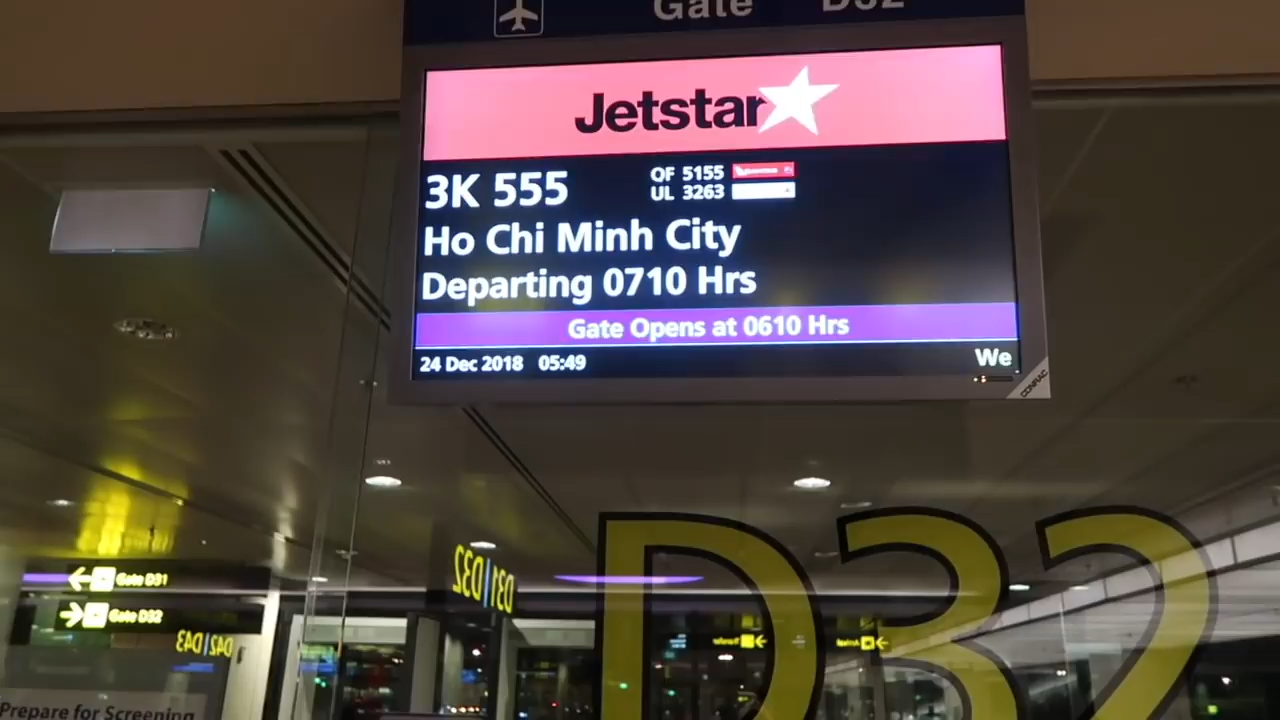 Gate D32
Jetstar
3K 555
QF 5155
UL 3263
Ho Chi Minh City
Departing 0710 Hrs
Gate Opens at 0610 Hrs
24 Dec 2018 05:49
We
CONRAC
D32
D31 | D32
Gate D31
Gate D32
D42 | D43
Prepare for Screening